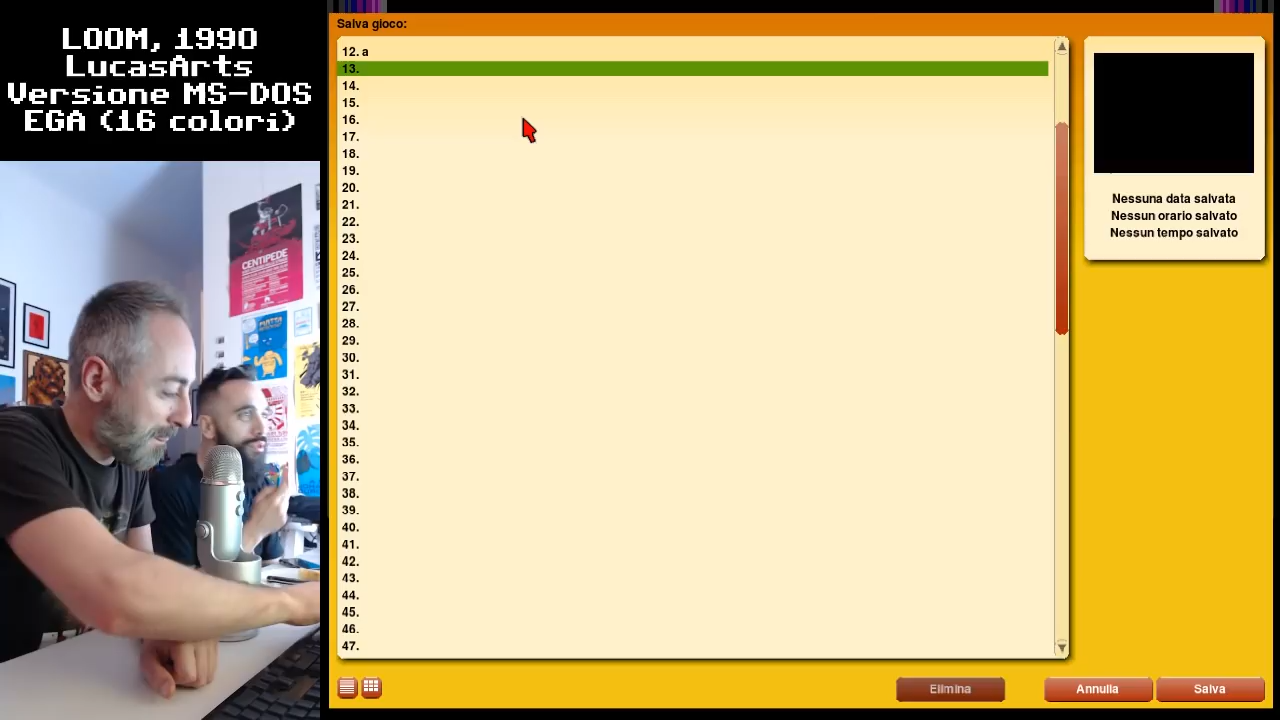 LOOM, 1990
LucasArts
Versione MS-DOS
EGA (16 colori)
CENTIPEDE
Salva gioco:
12. a
13.
14.
15.
16.
17.
18.
19.
20.
21.
22.
23.
24.
25.
26.
27.
28.
29.
30.
31.
32.
33.
34.
35.
36.
37.
38.
39.
40.
41.
42.
43.
44.
45.
46.
47.
Nessuna data salvata
Nessun orario salvato
Nessun tempo salvato
Elimina
Annulla
Salva